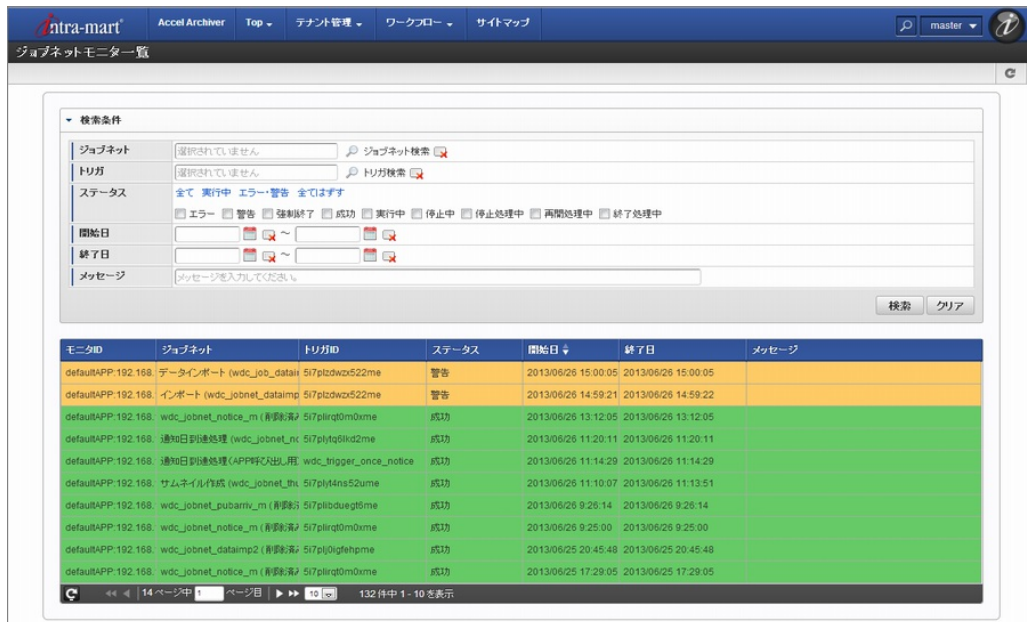 intra-mart
Accel Archiver Top テナント管理 ワークフロー サイトマップ master
ジョブネットモニター一覧
検索条件
ジョブネット 選択されていません ジョブネット検索
トリガ 選択されていません トリガ検索
ステータス 全て 実行中 エラー・警告 全てはずす
エラー 警告 強制終了 成功 実行中 停止中 停止処理中 再開処理中 終了処理中
開始日 ~
終了日 ~
メッセージ メッセージを入力してください。
検索 クリア
モニタID ジョブネット トリガID ステータス 開始日 終了日 メッセージ
defaultAPP:192.168. データインポート (wdc_job_datain 5i7plzdwzx522me 警告 2013/06/26 15:00:05 2013/06/26 15:00:05
defaultAPP:192.168. インポート (wdc_jobnet_dataimp 5i7plzdwzx522me 警告 2013/06/26 14:59:21 2013/06/26 14:59:22
defaultAPP:192.168. wdc_jobnet_notice_m (削除済み 5i7plirqt0m0xme 成功 2013/06/26 13:12:05 2013/06/26 13:12:05
defaultAPP:192.168. 通知日到達処理 (wdc_jobnet_nc 5i7plytq6lkd2me 成功 2013/06/26 11:20:11 2013/06/26 11:20:11
defaultAPP:192.168. 通知日到達処理(APP呼び出し用 wdc_trigger_once_notice 成功 2013/06/26 11:14:29 2013/06/26 11:14:29
defaultAPP:192.168. サムネイル作成 (wdc_jobnet_thu 5i7plyt4ns52ume 成功 2013/06/26 11:10:07 2013/06/26 11:13:51
defaultAPP:192.168. wdc_jobnet_pubarriv_m (削除済 5i7plibduegt6me 成功 2013/06/26 9:26:14 2013/06/26 9:26:14
defaultAPP:192.168. wdc_jobnet_notice_m (削除済み 5i7plirqt0m0xme 成功 2013/06/26 9:25:00 2013/06/26 9:25:00
defaultAPP:192.168. wdc_jobnet_dataimp2 (削除済み 5i7plj0igfehpme 成功 2013/06/25 20:45:48 2013/06/25 20:45:48
defaultAPP:192.168. wdc_jobnet_notice_m (削除済み 5i7plirqt0m0xme 成功 2013/06/25 17:29:05 2013/06/25 17:29:05
14 ページ中 1 ページ目 10 132 件中 1 - 10 を表示